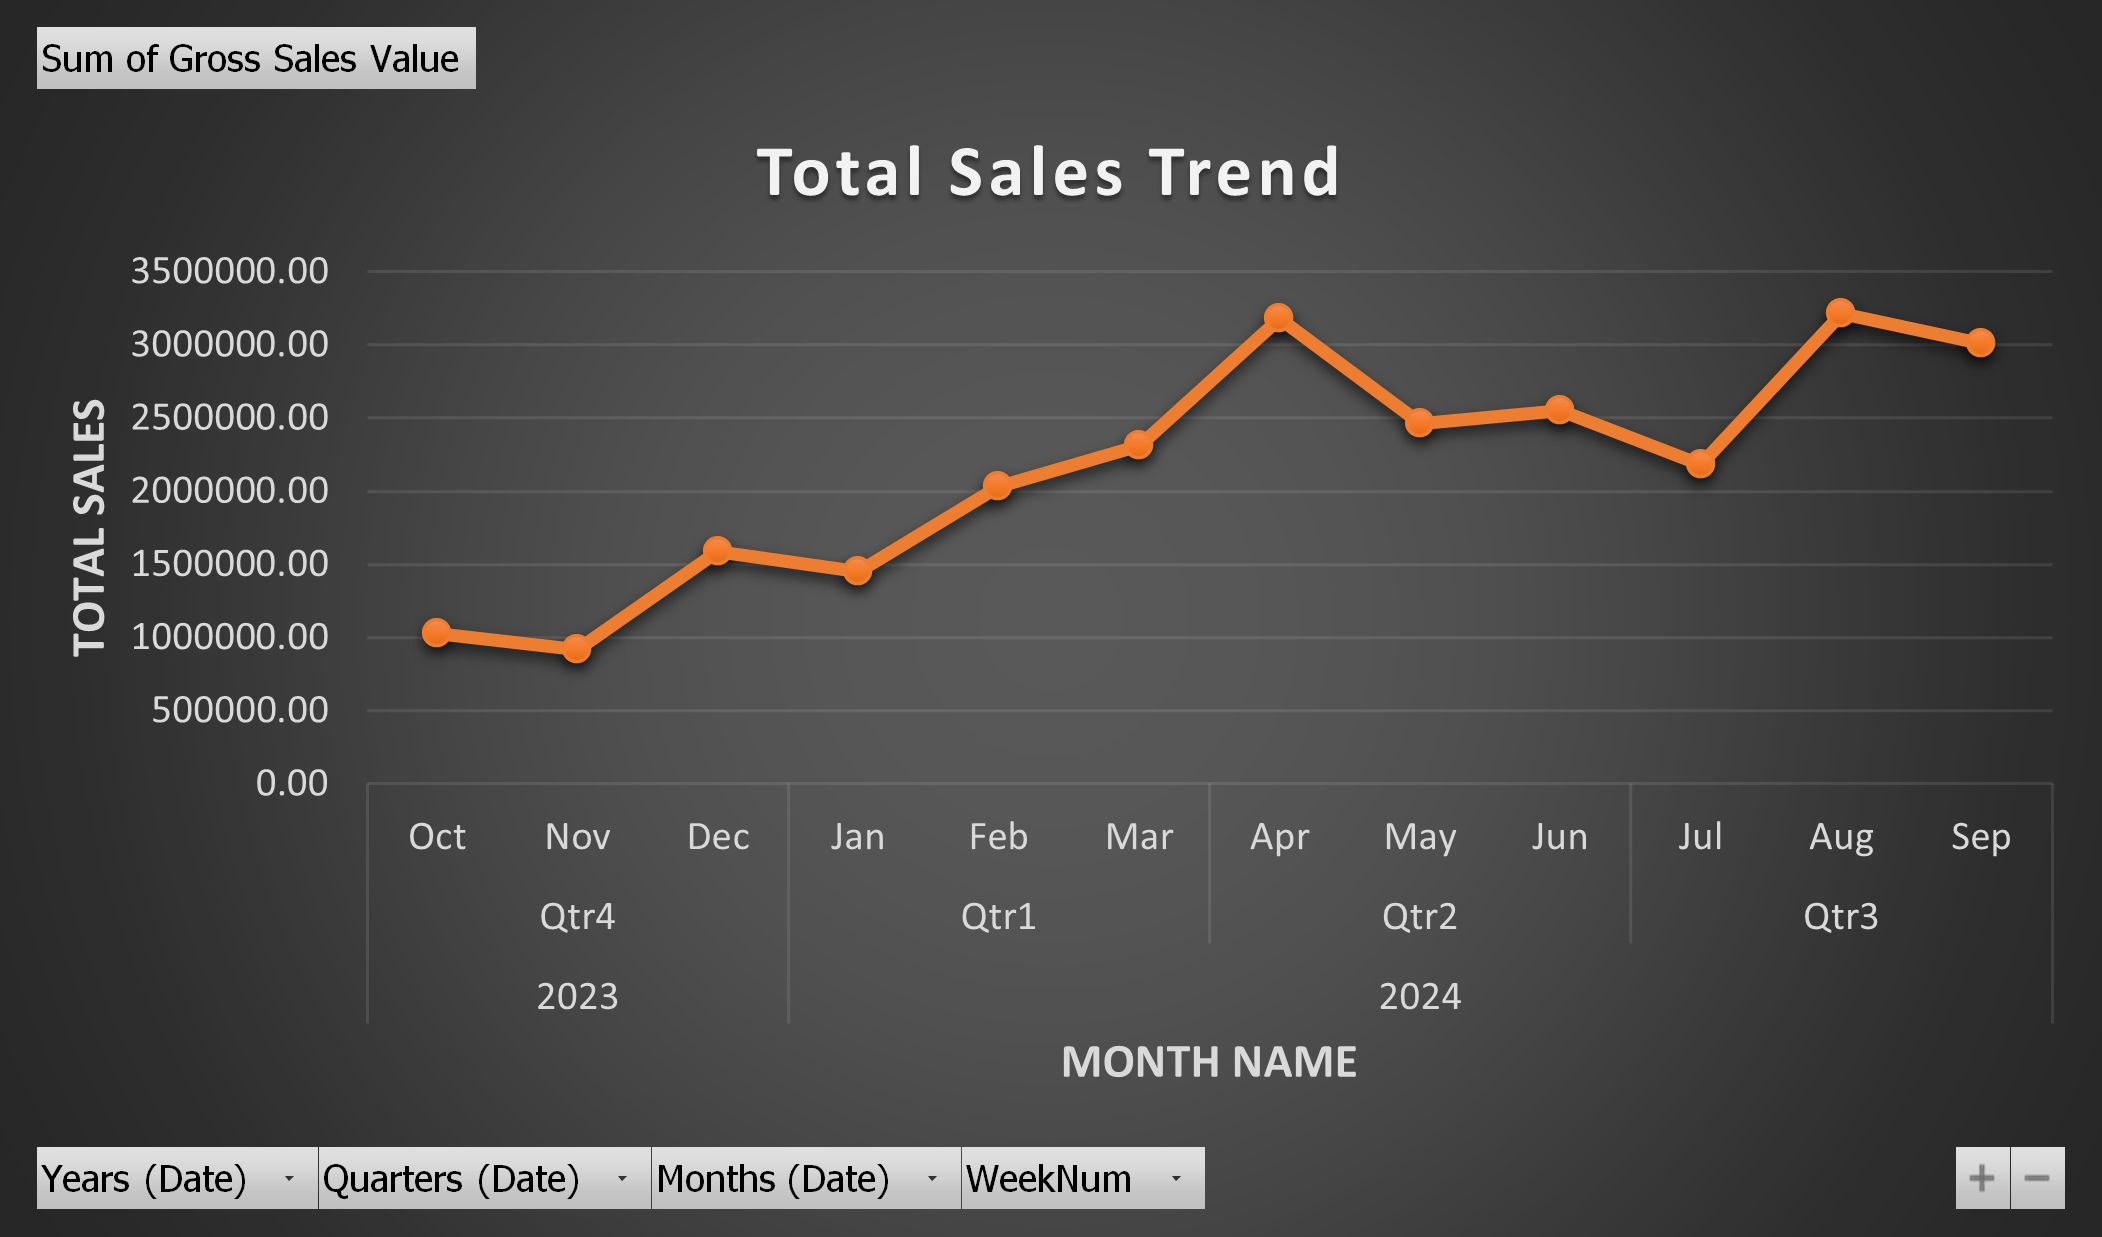 Sum of Gross Sales Value
Total Sales Trend
TOTAL SALES
3500000.00
3000000.00
2500000.00
2000000.00
1500000.00
1000000.00
500000.00
0.00
Oct Nov Dec Jan Feb Mar Apr May Jun Jul Aug Sep
Qtr4 Qtr1 Qtr2 Qtr3
2023 2024
MONTH NAME
Years (Date) Quarters (Date) Months (Date) WeekNum + −